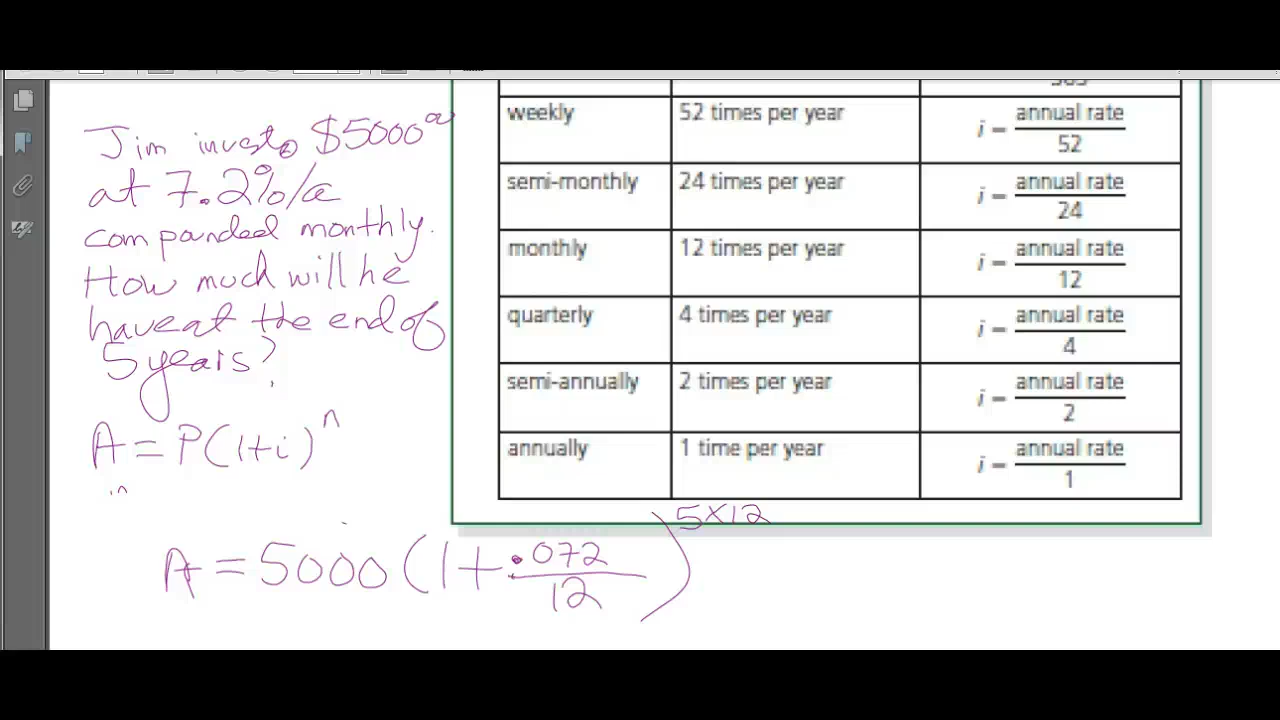 Jim invests $5000.00
at 7.2%/a
compounded monthly.
How much will he
have at the end of
5 years?
A = P(1+i)^n
A = 5000(1 + .072/12)^5×12
365
weekly 52 times per year i = annual rate/52
semi-monthly 24 times per year i = annual rate/24
monthly 12 times per year i = annual rate/12
quarterly 4 times per year i = annual rate/4
semi-annually 2 times per year i = annual rate/2
annually 1 time per year i = annual rate/1